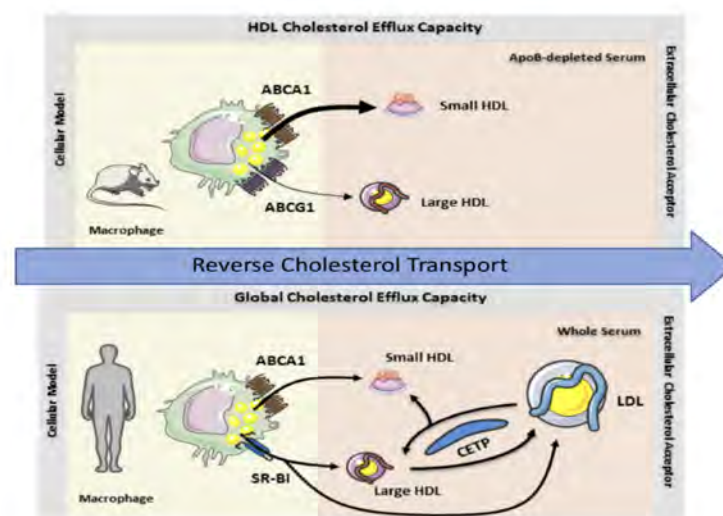 HDL Cholesterol Efflux Capacity
ApoB-depleted Serum
Cellular Model
Extracellular Cholesterol Acceptor
ABCA1
Small HDL
ABCG1
Large HDL
Macrophage
Reverse Cholesterol Transport
Global Cholesterol Efflux Capacity
Whole Serum
Cellular Model
Extracellular Cholesterol Acceptor
ABCA1
Small HDL
LDL
CETP
SR-BI
Large HDL
Macrophage